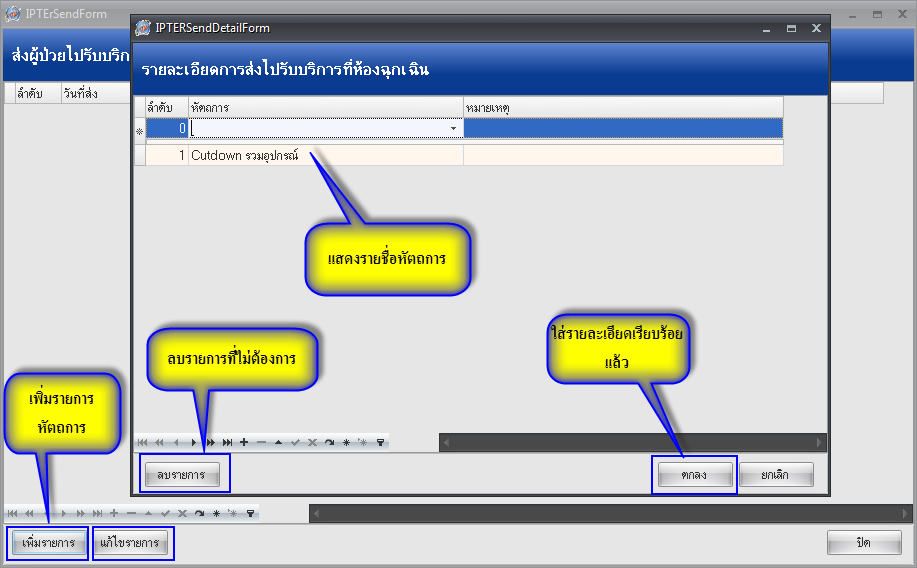 IPTErSendForm
IPTERSendDetailForm
ส่งผู้ป่วยไปรับบริก
รายละเอียดการส่งไปรับบริการที่ห้องฉุกเฉิน
ลำดับ วันที่ส่ง
ลำดับ หัตถการ หมายเหตุ
0
1 Cutdown รวมอุปกรณ์
แสดงรายชื่อหัตถการ
ใส่รายละเอียดเรียบร้อย
แล้ว
ลบรายการที่ไม่ต้องการ
เพิ่มรายการ
หัตถการ
ลบรายการ ตกลง ยกเลิก
เพิ่มรายการ แก้ไขรายการ ปิด